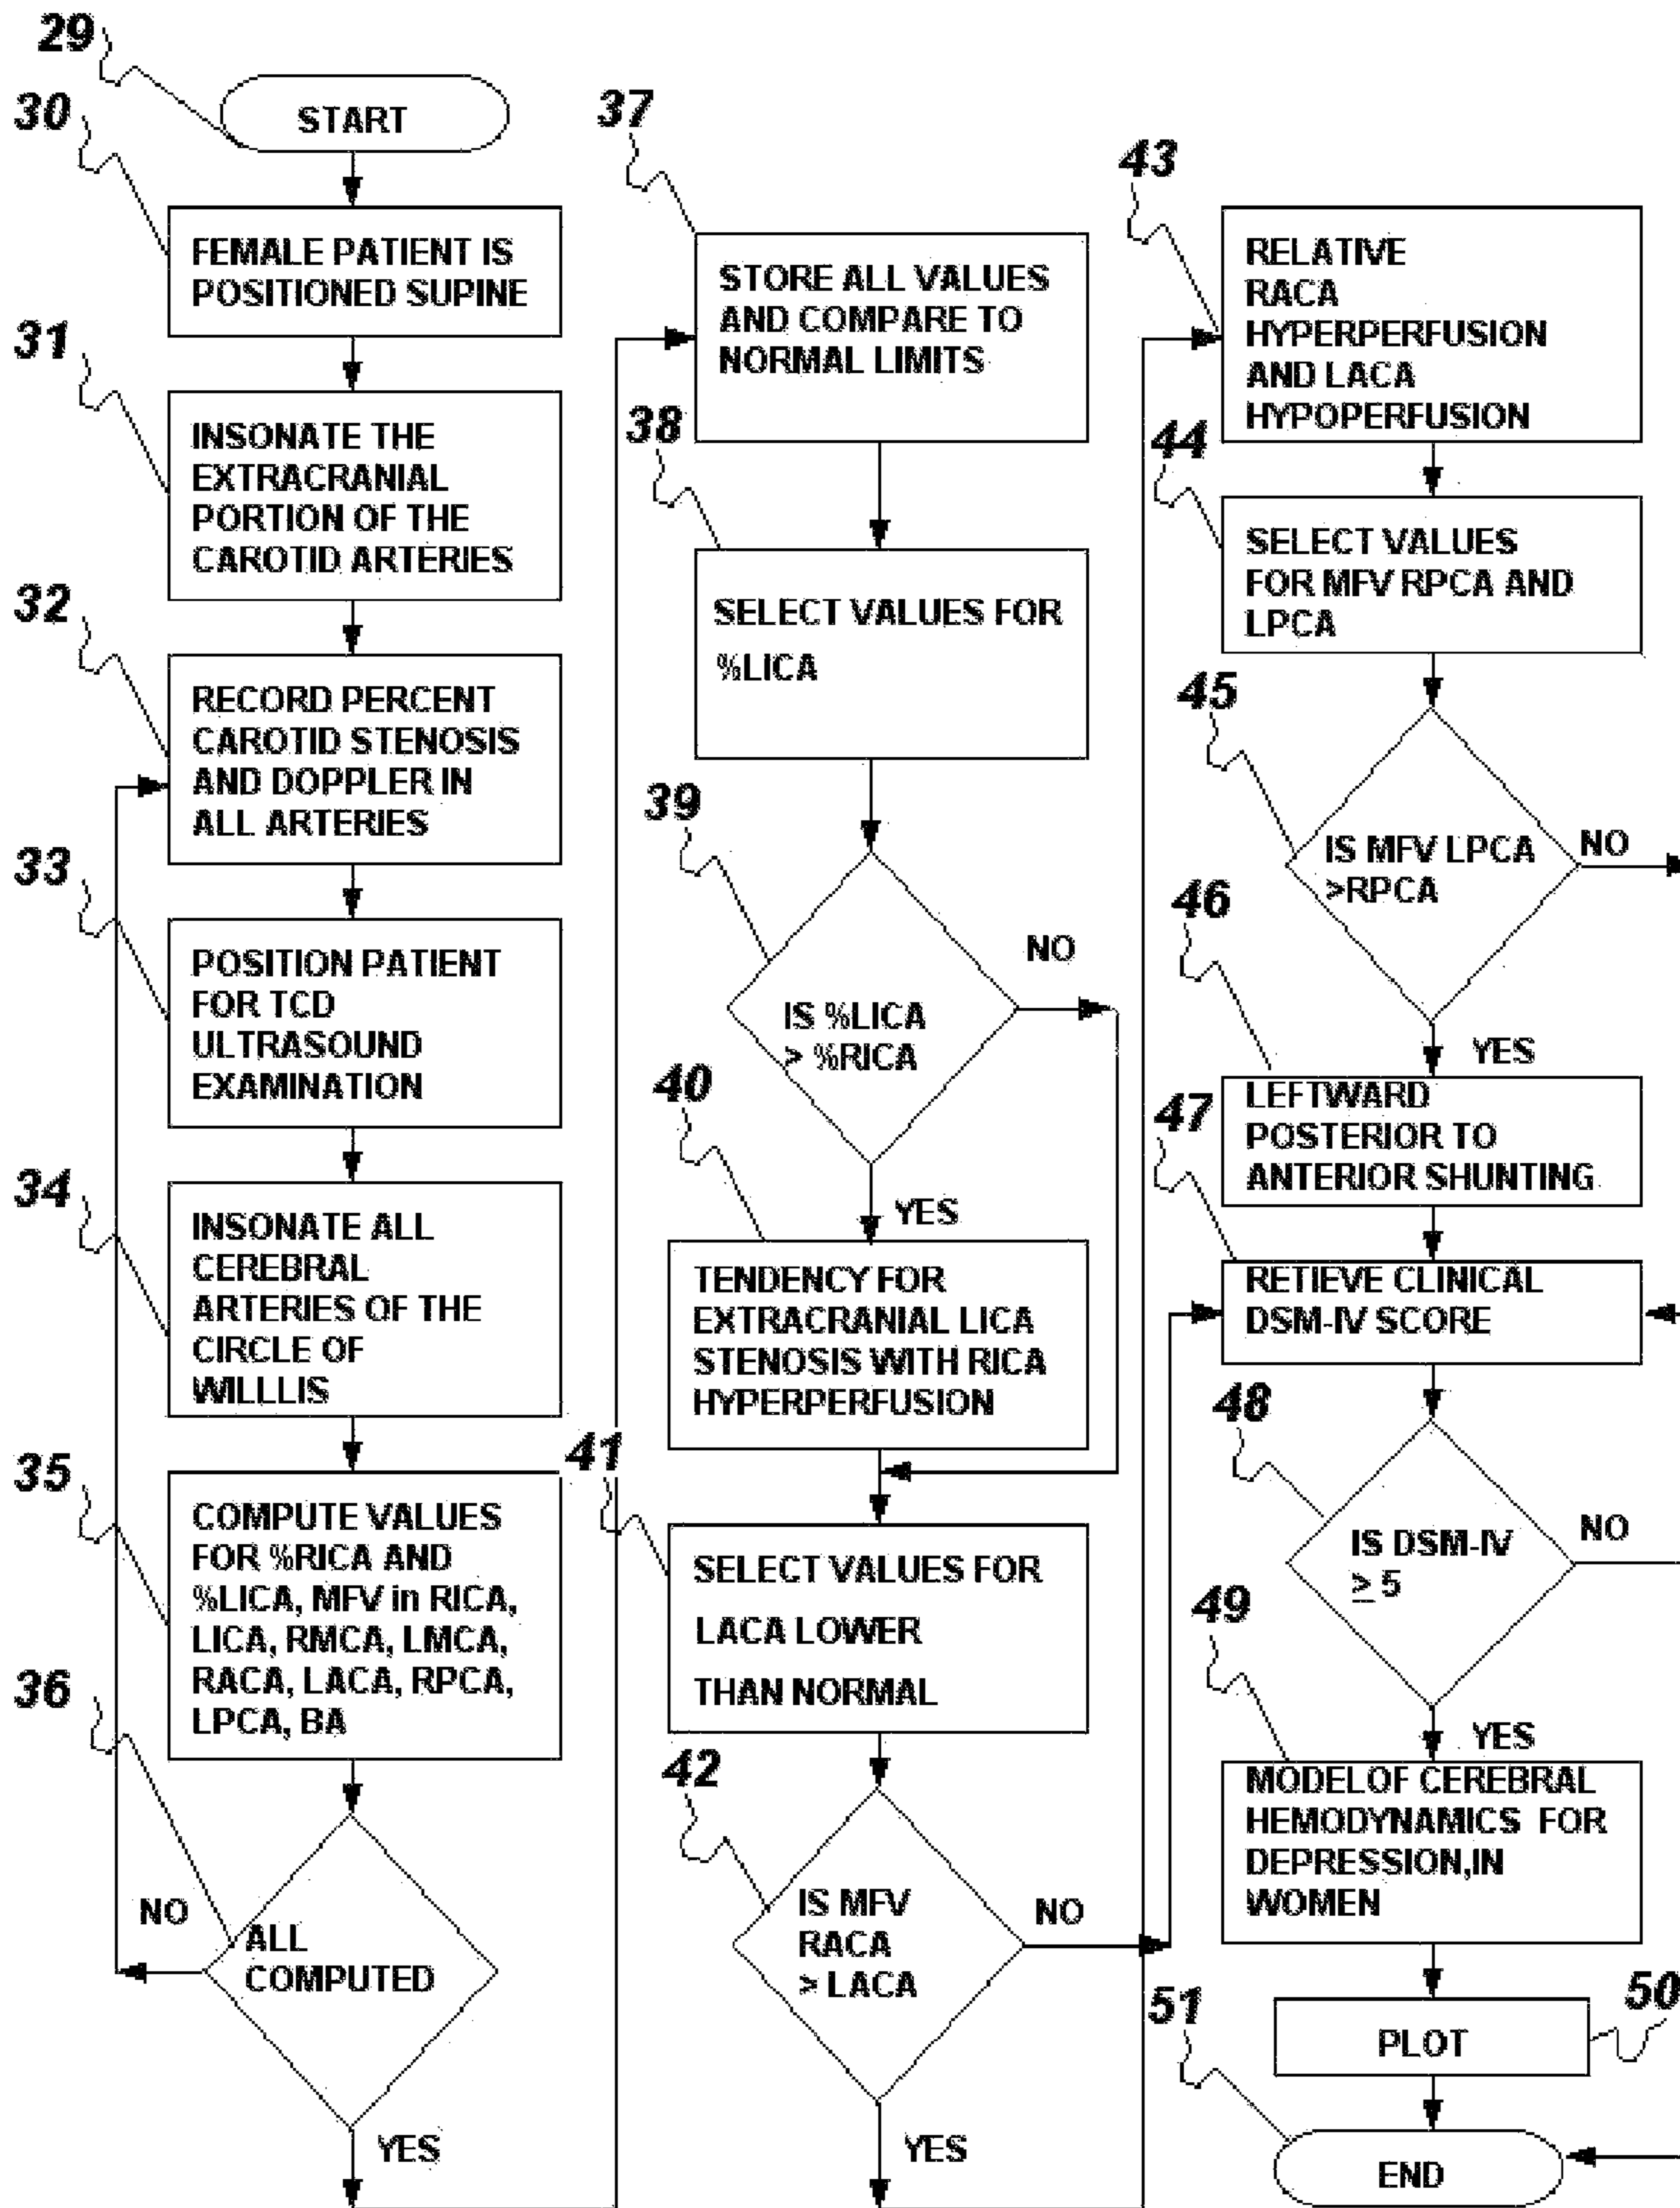 29
START
30
FEMALE PATIENT IS
POSITIONED SUPINE
31
INSONATE THE
EXTRACRANIAL
PORTION OF THE
CAROTID ARTERIES
32
RECORD PERCENT
CAROTID STENOSIS
AND DOPPLER IN
ALL ARTERIES
33
POSITION PATIENT
FOR TCD
ULTRASOUND
EXAMINATION
34
INSONATE ALL
CEREBRAL
ARTERIES OF THE
CIRCLE OF
WILLLIS
35
COMPUTE VALUES
FOR %RICA AND
%LICA, MFV in RICA,
LICA, RMCA, LMCA,
RACA, LACA, RPCA,
LPCA, BA
36
NO
ALL
COMPUTED
YES
37
STORE ALL VALUES
AND COMPARE TO
NORMAL LIMITS
38
SELECT VALUES FOR
%LICA
39
NO
IS %LICA
> %RICA
40
YES
TENDENCY FOR
EXTRACRANIAL LICA
STENOSIS WITH RICA
HYPERPERFUSION
41
SELECT VALUES FOR
LACA LOWER
THAN NORMAL
42
IS MFV
RACA
> LACA
NO
YES
43
RELATIVE
RACA
HYPERPERFUSION
AND LACA
HYPOPERFUSION
44
SELECT VALUES
FOR MFV RPCA AND
LPCA
45
IS MFV LPCA
>RPCA
NO
46
YES
LEFTWARD
POSTERIOR TO
ANTERIOR SHUNTING
47
RETIEVE CLINICAL
DSM-IV SCORE
48
IS DSM-IV
≥ 5
NO
49
YES
MODELOF CEREBRAL
HEMODYNAMICS FOR
DEPRESSION,IN
WOMEN
50
PLOT
51
END